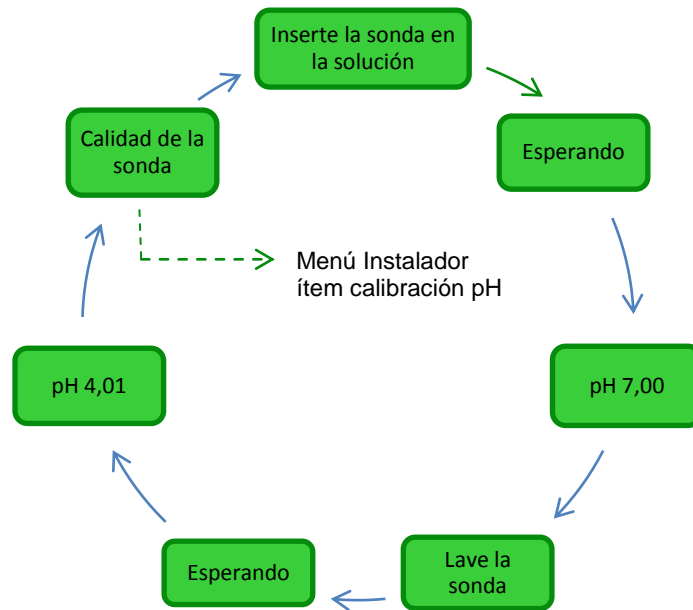 Inserte la sonda en
la solución
Calidad de la
sonda
Esperando
Menú Instalador
ítem calibración pH
pH 4,01
pH 7,00
Lave la
sonda
Esperando